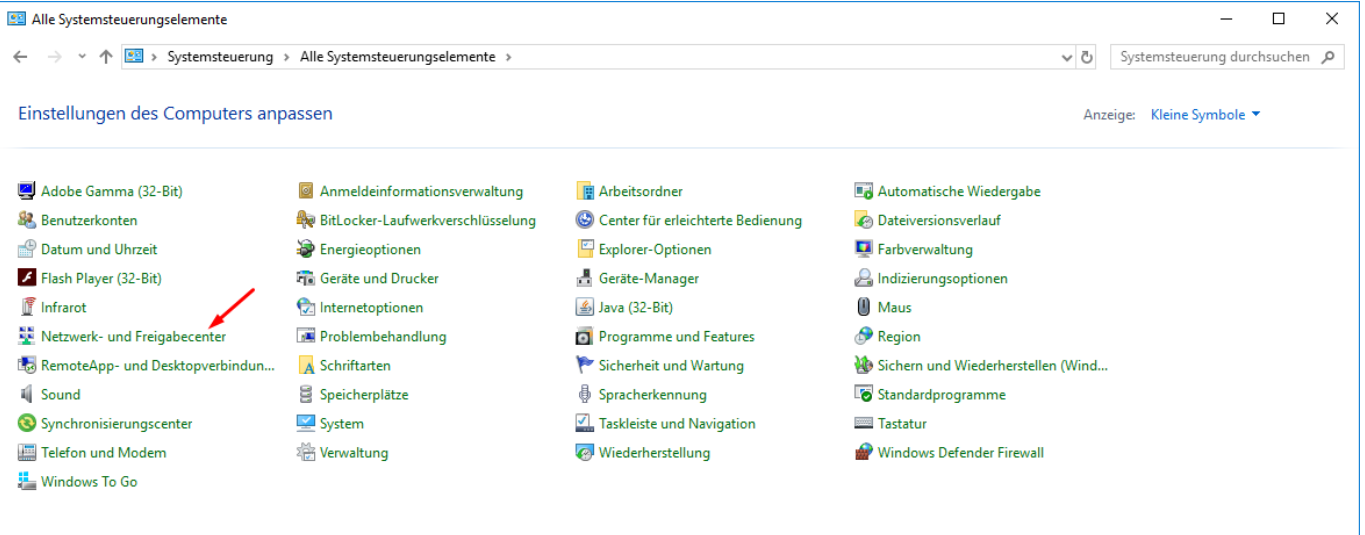 Alle Systemsteuerungselemente
Systemsteuerung > Alle Systemsteuerungselemente >
Systemsteuerung durchsuchen
Einstellungen des Computers anpassen
Anzeige: Kleine Symbole
Adobe Gamma (32-Bit) Anmeldeinformationsverwaltung Arbeitsordner Automatische Wiedergabe
Benutzerkonten BitLocker-Laufwerkverschlüsselung Center für erleichterte Bedienung Dateiversionsverlauf
Datum und Uhrzeit Energieoptionen Explorer-Optionen Farbverwaltung
Flash Player (32-Bit) Geräte und Drucker Geräte-Manager Indizierungsoptionen
Infrarot Internetoptionen Java (32-Bit) Maus
Netzwerk- und Freigabecenter Problembehandlung Programme und Features Region
RemoteApp- und Desktopverbindun... Schriftarten Sicherheit und Wartung Sichern und Wiederherstellen (Wind...
Sound Speicherplätze Spracherkennung Standardprogramme
Synchronisierungscenter System Taskleiste und Navigation Tastatur
Telefon und Modem Verwaltung Wiederherstellung Windows Defender Firewall
Windows To Go